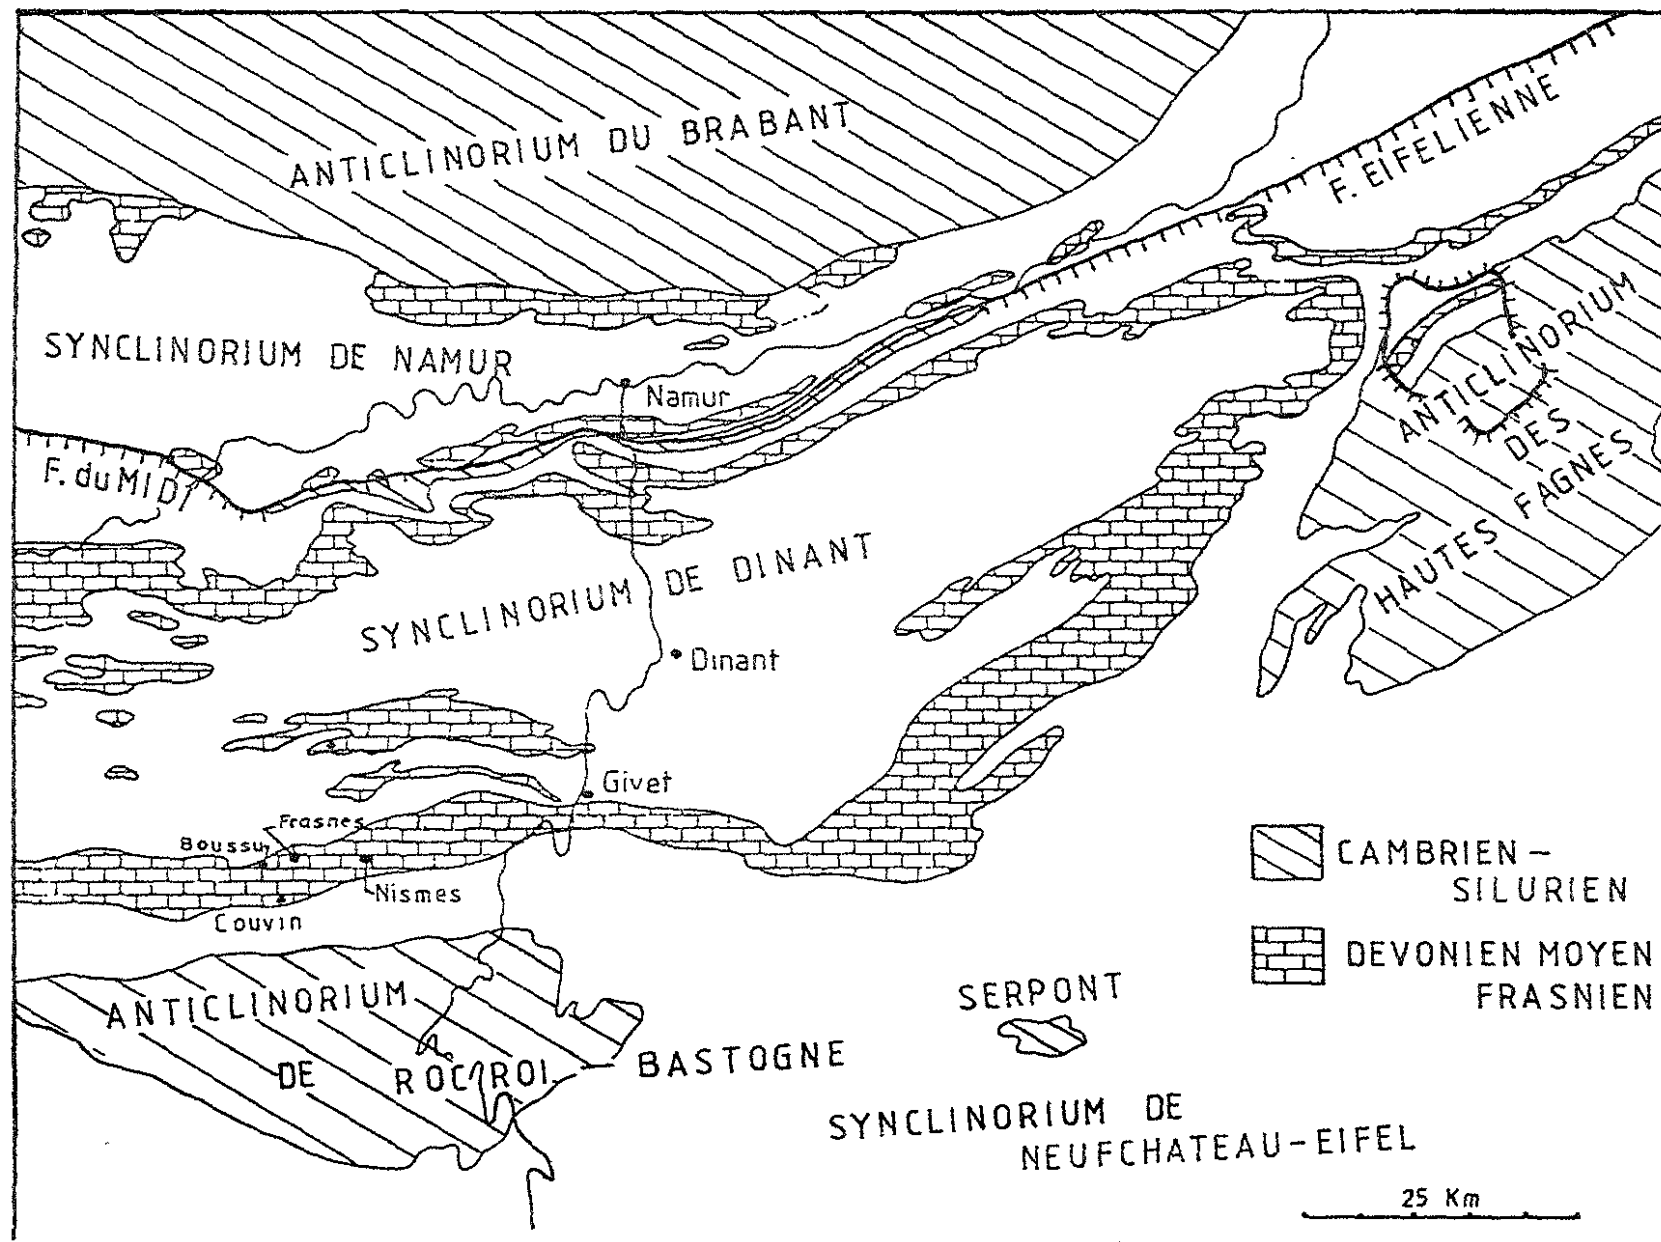 ANTICLINORIUM DU BRABANT
F. EIFELIENNE
SYNCLINORIUM DE NAMUR
Namur
ANTICLINORIUM
DES
HAUTES FAGNES
F. du MIDI
SYNCLINORIUM DE DINANT
Dinant
Givet
Frasnes
Boussu
Nismes
Couvin
CAMBRIEN -
SILURIEN
DEVONIEN MOYEN
FRASNIEN
ANTICLINORIUM
DE ROCROI
SERPONT
BASTOGNE
SYNCLINORIUM DE
NEUFCHATEAU-EIFEL
25 Km